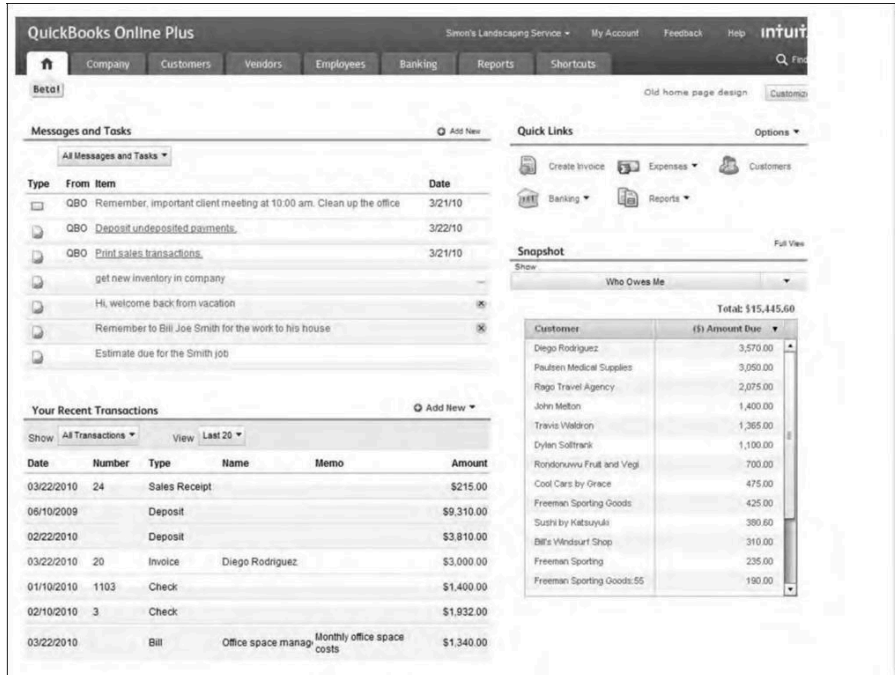 QuickBooks Online Plus
Simon's Landscaping Service My Account Feedback Help intuit
Company Customers Vendors Employees Banking Reports Shortcuts Find
Beta!
Old home page design Customize
Messages and Tasks Add New
All Messages and Tasks
Type From Item Date
QBO Remember, important client meeting at 10:00 am. Clean up the office 3/21/10
QBO Deposit undeposited payments. 3/22/10
QBO Print sales transactions. 3/21/10
get new inventory in company
Hi, welcome back from vacation
Remember to Bill Joe Smith for the work to his house
Estimate due for the Smith job
Your Recent Transactions Add New
Show All Transactions View Last 20
Date Number Type Name Memo Amount
03/22/2010 24 Sales Receipt $215.00
06/10/2009 Deposit $9,310.00
02/22/2010 Deposit $3,810.00
03/22/2010 20 Invoice Diego Rodriguez $3,000.00
01/10/2010 1103 Check $1,400.00
02/10/2010 3 Check $1,932.00
03/22/2010 Bill Office space manag Monthly office space $1,340.00
costs
Quick Links Options
Create Invoice Expenses Customers
Banking Reports
Snapshot Full View
Show
Who Owes Me
Total: $15,445.60
Customer ($) Amount Due
Diego Rodriguez 3,570.00
Paulsen Medical Supplies 3,050.00
Rago Travel Agency 2,075.00
John Melton 1,400.00
Travis Waldron 1,365.00
Dylan Sollfrank 1,100.00
Rondonuwu Fruit and Vegi 700.00
Cool Cars by Grace 475.00
Freeman Sporting Goods 425.00
Sushi by Katsuyuki 380.60
Bill's Windsurf Shop 310.00
Freeman Sporting 235.00
Freeman Sporting Goods:55 190.00